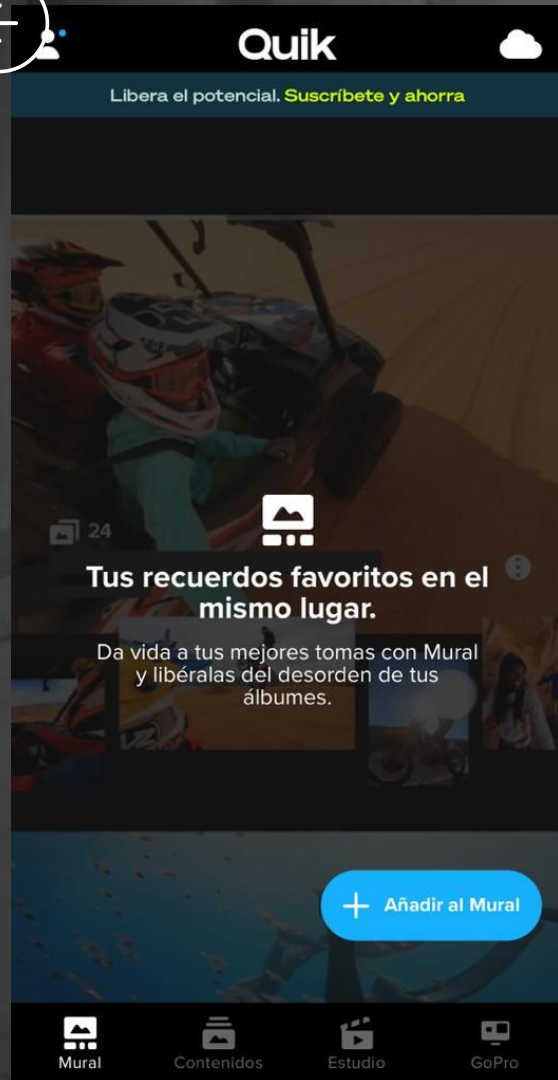 Quik
Libera el potencial. Suscríbete y ahorra
24
Tus recuerdos favoritos en el
mismo lugar.
Da vida a tus mejores tomas con Mural
y libéralas del desorden de tus
álbumes.
Añadir al Mural
Mural
Contenidos
Estudio
GoPro